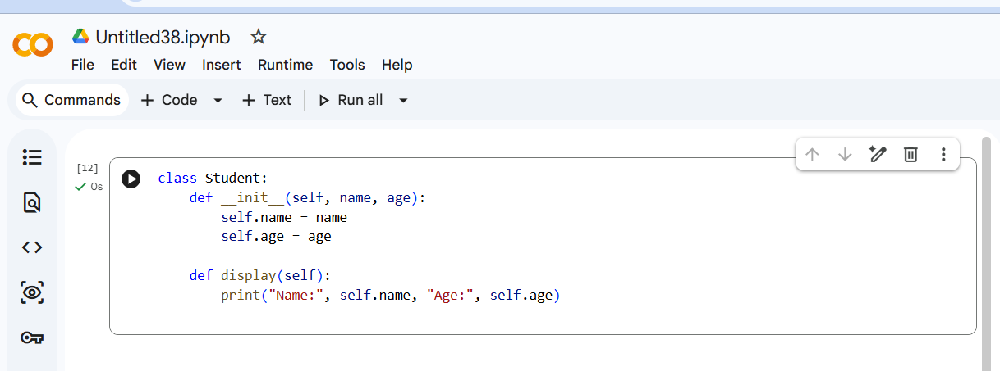 Untitled38.ipynb
File Edit View Insert Runtime Tools Help
Commands + Code + Text Run all
[12]
0s
class Student:
    def __init__(self, name, age):
        self.name = name
        self.age = age
    def display(self):
        print("Name:", self.name, "Age:", self.age)